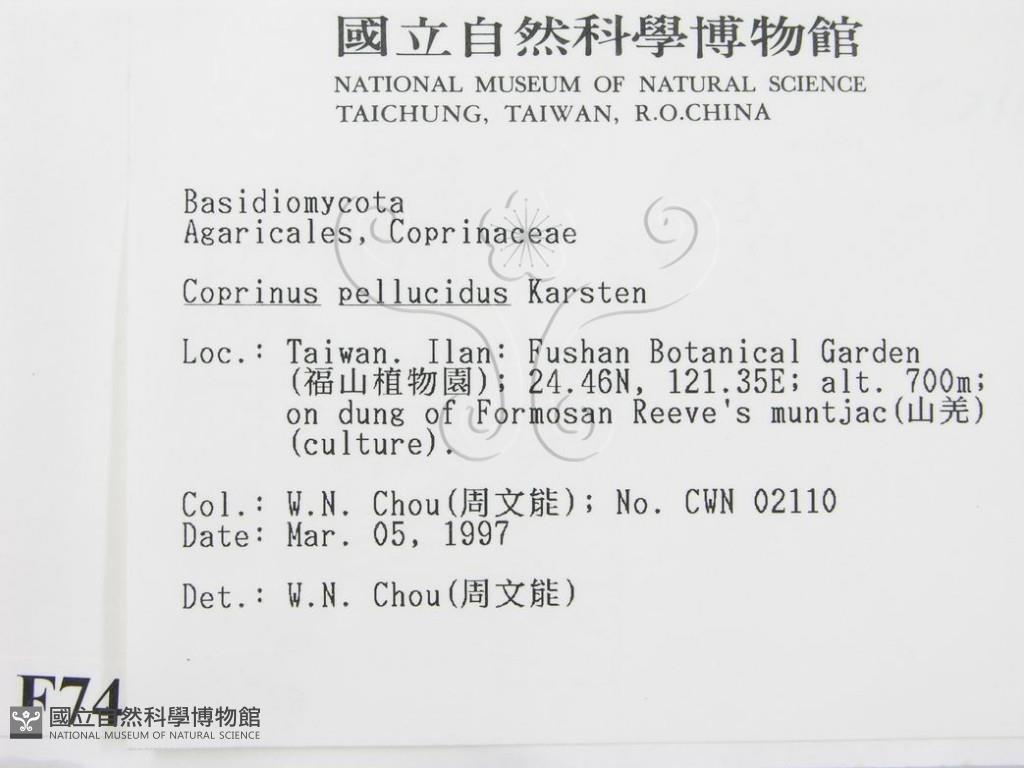 國立自然科學博物館
NATIONAL MUSEUM OF NATURAL SCIENCE
TAICHUNG, TAIWAN, R.O.CHINA
Basidiomycota
Agaricales, Coprinaceae
Coprinus pellucidus Karsten
Loc.: Taiwan. Ilan: Fushan Botanical Garden
(福山植物園); 24.46N, 121.35E; alt. 700m;
on dung of Formosan Reeve's muntjac(山羌)
(culture).
Col.: W.N. Chou(周文能); No. CWN 02110
Date: Mar. 05, 1997
Det.: W.N. Chou(周文能)
F74
國立自然科學博物館
NATIONAL MUSEUM OF NATURAL SCIENCE